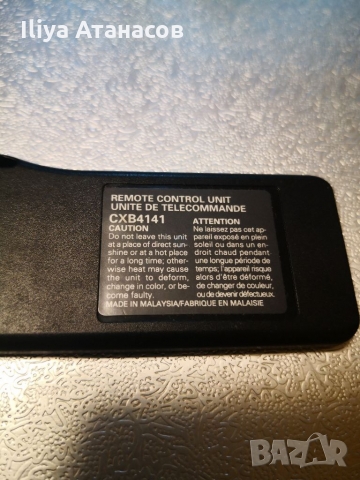 Iliya Атанасов
REMOTE CONTROL UNIT
UNITE DE TELECOMMANDE
CXB4141
CAUTION
Do not leave this unit
at a place of direct sun-
shine or at a hot place
for a long time; other-
wise heat may cause
the unit to deform,
change in color, or be-
come faulty.
ATTENTION
Ne laissez pas cet ap-
pareil exposé en plein
soleil ou dans un en-
droit chaud pendant
une longue période de
temps; l'appareil risque
alors d'être déformé,
de changer de couleur,
ou de devenir défectueux.
MADE IN MALAYSIA/FABRIQUE EN MALAISIE
BAZAR